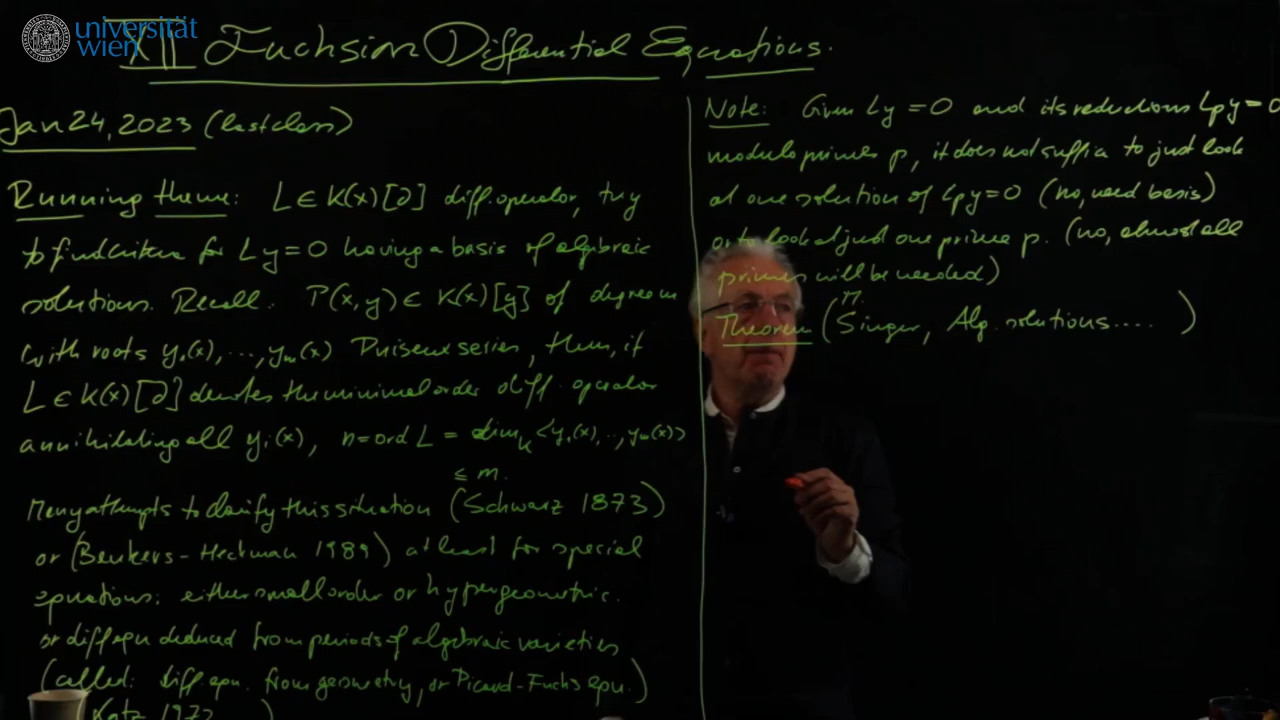 universität
wien
XII Fuchsian Differential Equations.
Jan 24, 2023 (last class)
Running theme: L ∈ K(x)[∂] diff. operator, try
to find criteria for Ly = 0 having a basis of algebraic
solutions. Recall: P(x,y) ∈ K(x)[y] of degree m
with roots y₁(x), ..., yₘ(x) Puiseux series, then, if
L ∈ K(x)[∂] denotes the minimal order diff. operator
annihilating all yᵢ(x), n = ord L = dim_K <y₁(x), .., yₘ(x)>
≤ m.
Many attempts to clarify this situation (Schwarz 1873)
or (Beukers-Heckman 1989) at least for special
equations: either small order or hypergeometric.
or diff. equ deduced from periods of algebraic varieties
(called: diff. equ. from geometry, or Picard-Fuchs equ.)
Katz 1972 )
Note: Given Ly = 0 and its reductions Lpy = 0
modulo primes p, it does not suffice to just look
at one solution of Lpy = 0 (no, need basis)
or to look at just one prime p. (no, almost all
primes will be needed)
Theorem (M. Singer, Alg. solutions .... )